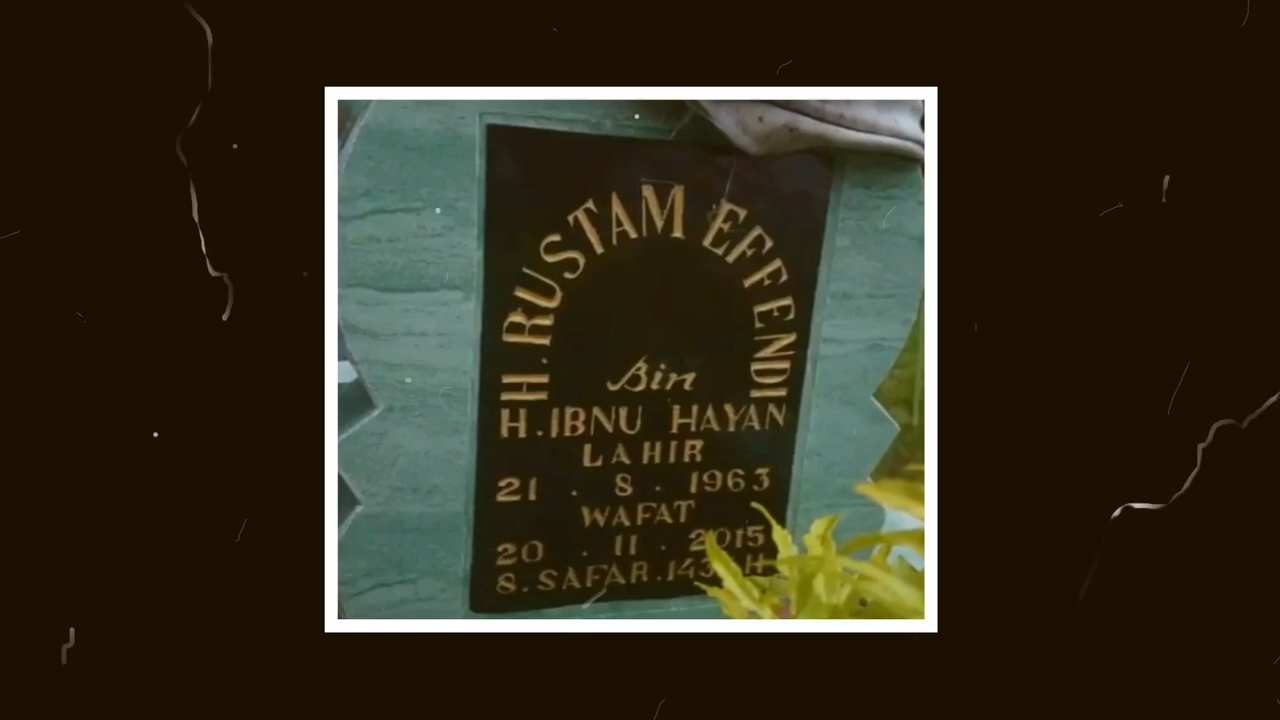 H. RUSTAM EFFENDI
Bin
H. IBNU HAYAN
LAHIR
21 . 8 . 1963
WAFAT
20 . 11 . 2015
8. SAFAR.